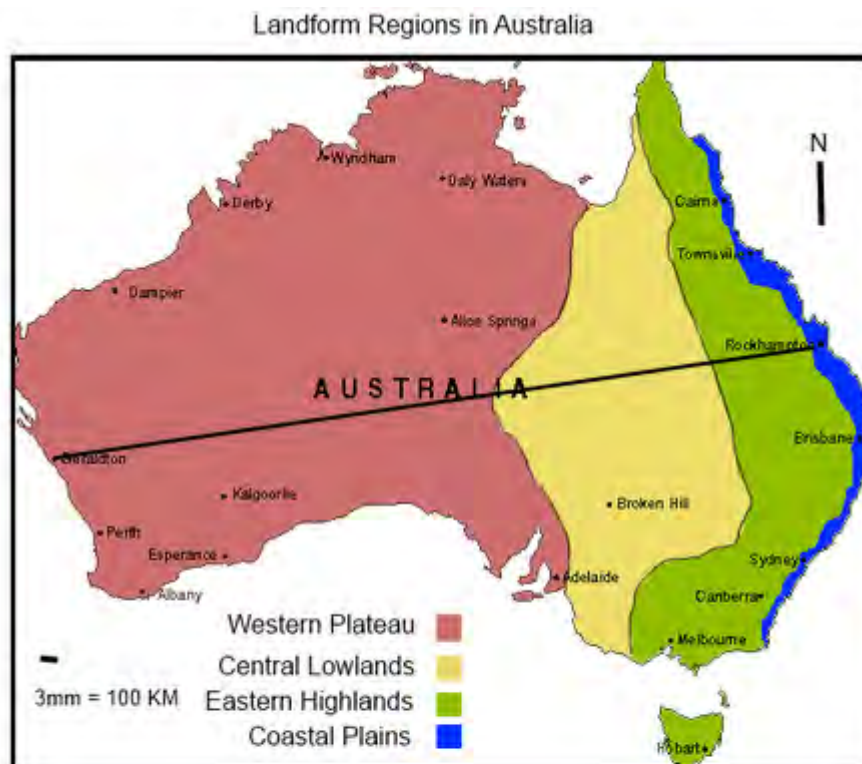 Landform Regions in Australia
N
Wyndham
Daly Waters
Derby
Cairns
Townsville
Dampier
Alice Springs
Rockhampton
AUSTRALIA
Brisbane
Geraldton
Kalgoorlie
Broken Hill
Perth
Esperance
Sydney
Adelaide
Albany
Canberra
Western Plateau
Melbourne
Central Lowlands
3mm = 100 KM
Eastern Highlands
Coastal Plains
Hobart